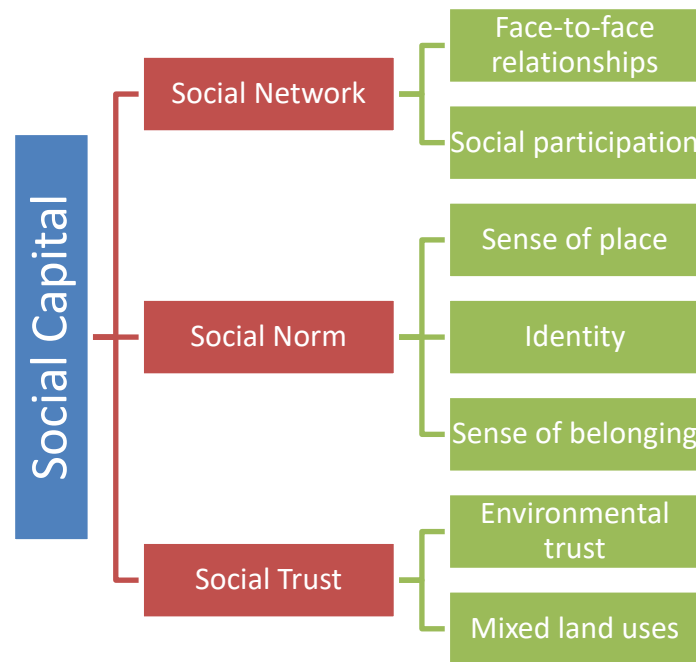 Social Capital
Social Network
Face-to-face
relationships
Social participation
Social Norm
Sense of place
Identity
Sense of belonging
Social Trust
Environmental
trust
Mixed land uses